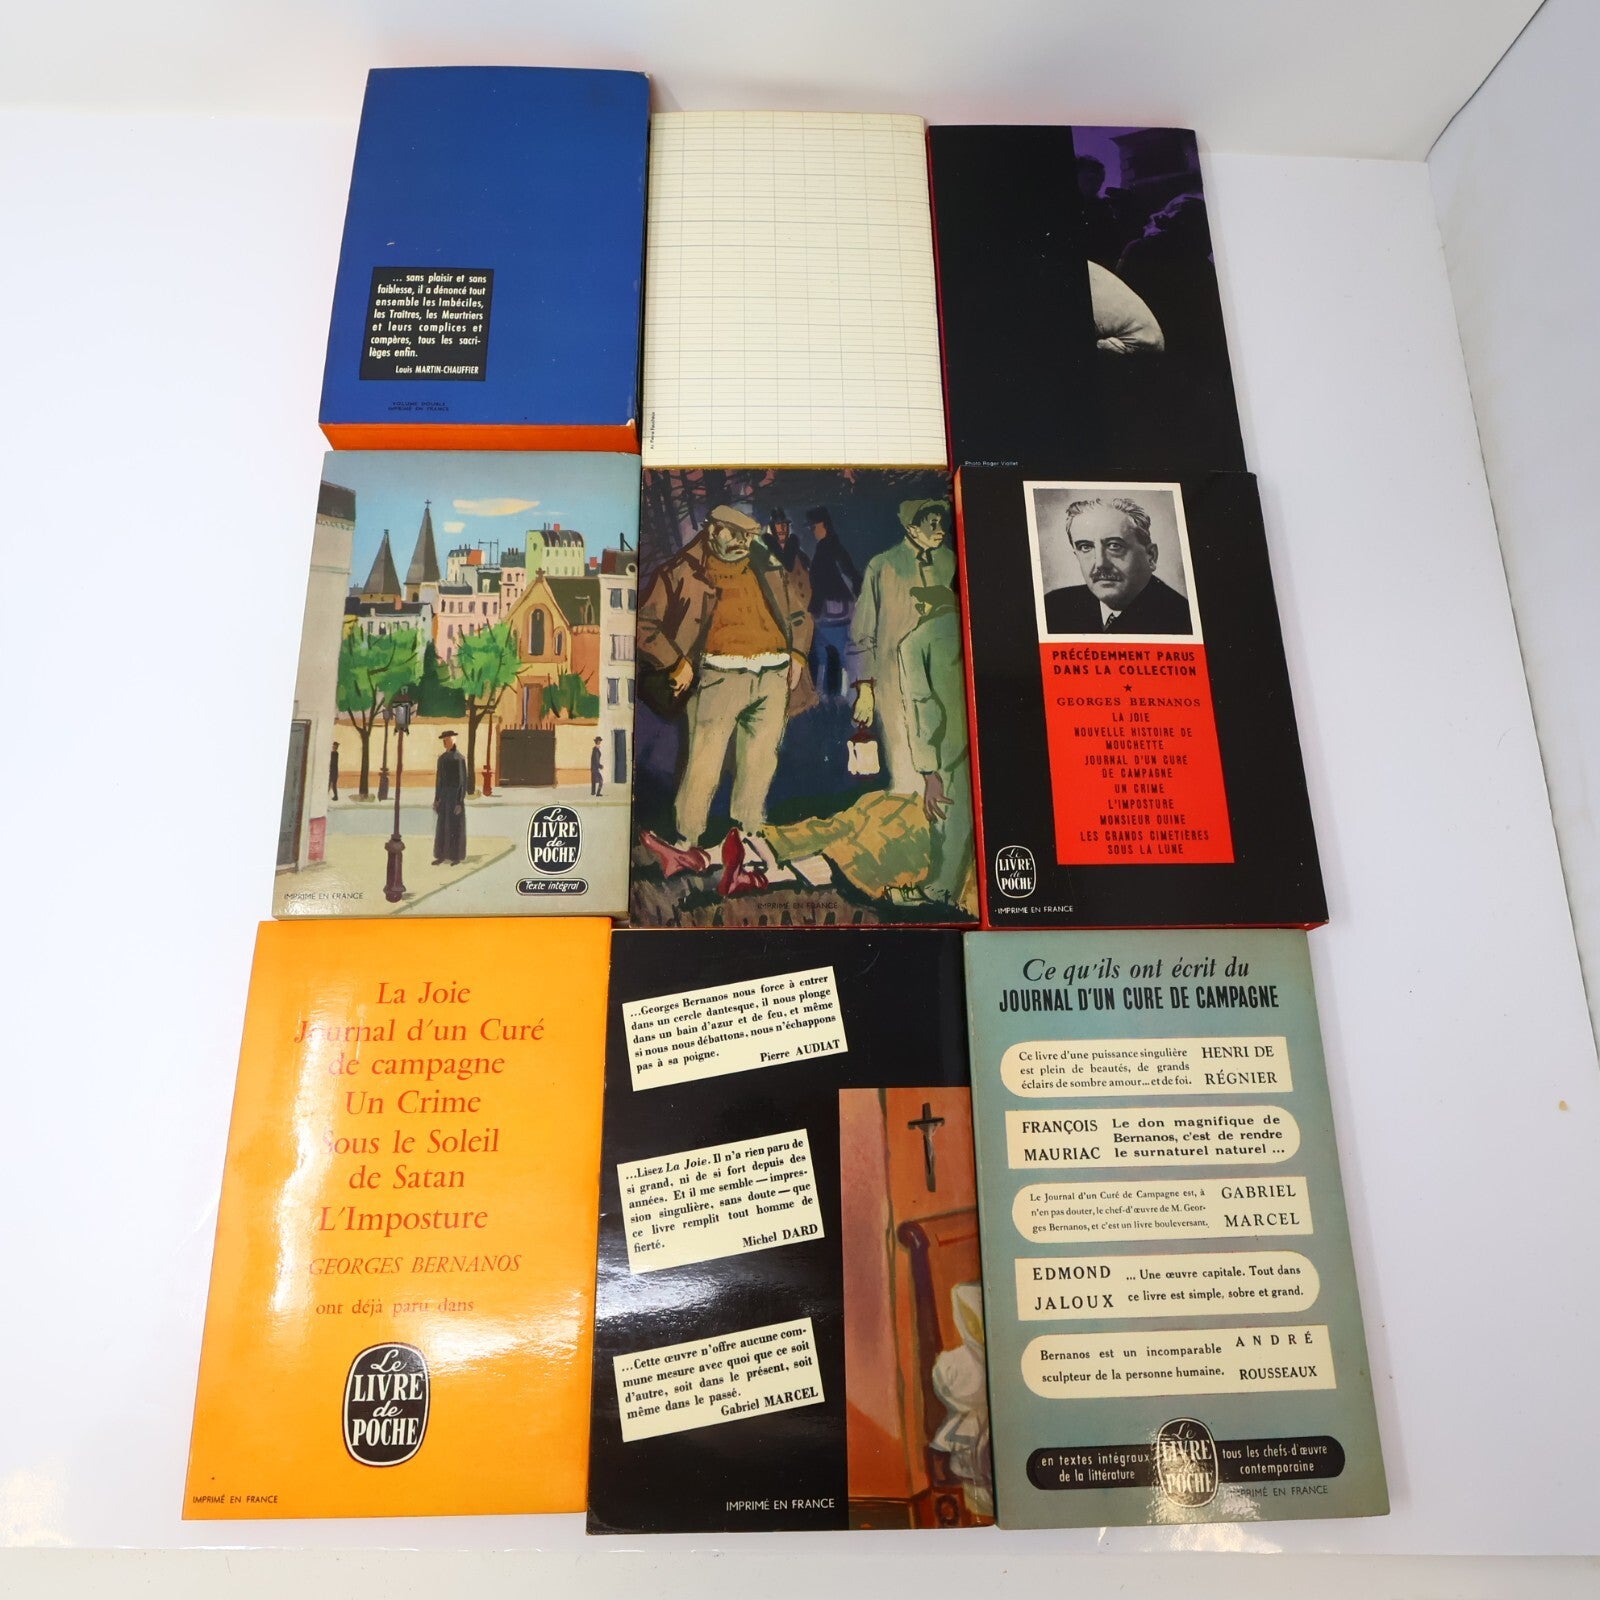 ... sans plaisir et sans
faiblesse, il a dénoncé tout
ensemble les Imbéciles,
les Traîtres, les Meurtriers
et leurs complices et
compères, tous les sacri-
lèges enfin.
Louis MARTIN-CHAUFFIER
VOLUME DOUBLE
IMPRIMÉ EN FRANCE
Photo Roger Viollet
Le
LIVRE
de
POCHE
Texte intégral
IMPRIMÉ EN FRANCE
IMPRIMÉ EN FRANCE
PRÉCÉDEMMENT PARUS
DANS LA COLLECTION
★
GEORGES BERNANOS
LA JOIE
NOUVELLE HISTOIRE DE
MOUCHETTE
JOURNAL D'UN CURE
DE CAMPAGNE
UN CRIME
L'IMPOSTURE
MONSIEUR OUINE
LES GRANDS CIMETIÈRES
SOUS LA LUNE
Le
LIVRE
de
POCHE
IMPRIMÉ EN FRANCE
La Joie
Journal d'un Curé
de campagne
Un Crime
Sous le Soleil
de Satan
L'Imposture
GEORGES BERNANOS
ont déjà paru dans
Le
LIVRE
de
POCHE
IMPRIMÉ EN FRANCE
...Georges Bernanos nous force à entrer
dans un cercle dantesque, il nous plonge
dans un bain d'azur et de feu, et même
si nous nous débattons, nous n'échappons
pas à sa poigne.
Pierre AUDIAT
...Lisez La Joie. Il n'a rien paru de
si grand, ni de si fort depuis des
années. Et il me semble — impres-
sion singulière, sans doute — que
ce livre remplit tout homme de
fierté.
Michel DARD
...Cette œuvre n'offre aucune com-
mune mesure avec quoi que ce soit
d'autre, soit dans le présent, soit
même dans le passé.
Gabriel MARCEL
IMPRIMÉ EN FRANCE
Ce qu'ils ont écrit du
JOURNAL D'UN CURE DE CAMPAGNE
Ce livre d'une puissance singulière
est plein de beautés, de grands
éclairs de sombre amour... et de foi.
HENRI DE
RÉGNIER
FRANÇOIS
MAURIAC
Le don magnifique de
Bernanos, c'est de rendre
le surnaturel naturel ...
Le Journal d'un Curé de Campagne est, à
n'en pas douter, le chef-d'œuvre de M. Geor-
ges Bernanos, et c'est un livre bouleversant.
GABRIEL
MARCEL
EDMOND
JALOUX
... Une œuvre capitale. Tout dans
ce livre est simple, sobre et grand.
Bernanos est un incomparable
sculpteur de la personne humaine.
ANDRÉ
ROUSSEAUX
en textes intégraux
de la littérature
Le
LIVRE
de
POCHE
tous les chefs-d'œuvre
contemporaine
IMPRIMÉ EN FRANCE